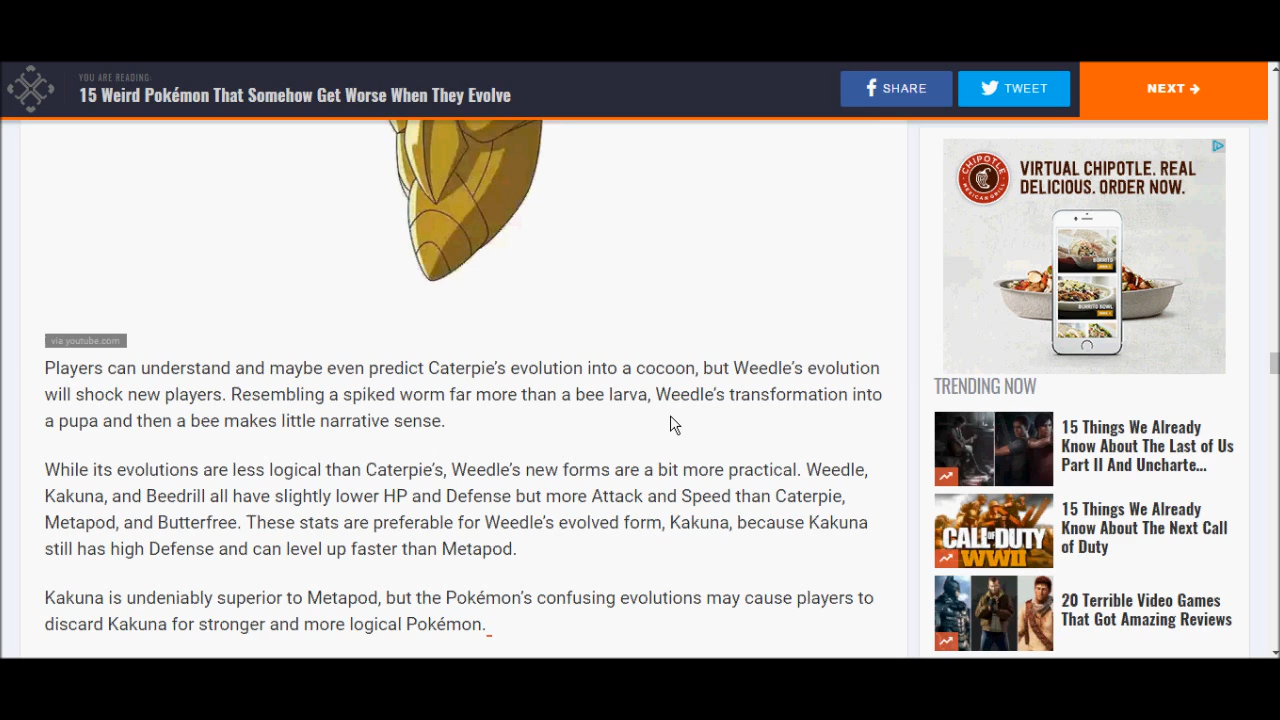 YOU ARE READING:
15 Weird Pokémon That Somehow Get Worse When They Evolve
SHARE
TWEET
NEXT
via youtube.com
Players can understand and maybe even predict Caterpie's evolution into a cocoon, but Weedle's evolution
will shock new players. Resembling a spiked worm far more than a bee larva, Weedle's transformation into
a pupa and then a bee makes little narrative sense.
While its evolutions are less logical than Caterpie's, Weedle's new forms are a bit more practical. Weedle,
Kakuna, and Beedrill all have slightly lower HP and Defense but more Attack and Speed than Caterpie,
Metapod, and Butterfree. These stats are preferable for Weedle's evolved form, Kakuna, because Kakuna
still has high Defense and can level up faster than Metapod.
Kakuna is undeniably superior to Metapod, but the Pokémon's confusing evolutions may cause players to
discard Kakuna for stronger and more logical Pokémon.
CHIPOTLE
MEXICAN GRILL
VIRTUAL CHIPOTLE. REAL
DELICIOUS. ORDER NOW.
BURRITO
BURRITO BOWL
TRENDING NOW
15 Things We Already
Know About The Last of Us
Part II And Uncharte...
CALL OF DUTY
WWII
15 Things We Already
Know About The Next Call
of Duty
20 Terrible Video Games
That Got Amazing Reviews